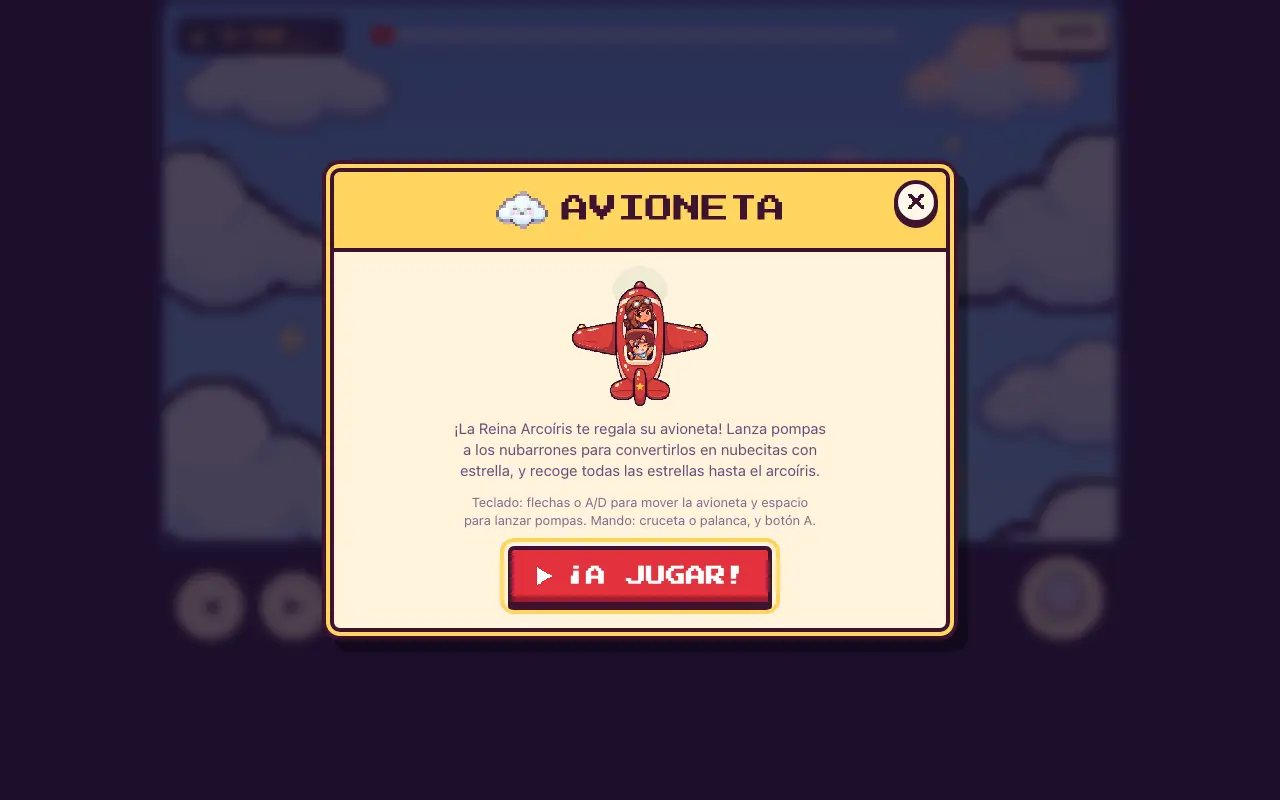 AVIONETA
¡La Reina Arcoíris te regala su avioneta! Lanza pompas
a los nubarrones para convertirlos en nubecitas con
estrella, y recoge todas las estrellas hasta el arcoíris.
Teclado: flechas o A/D para mover la avioneta y espacio
para lanzar pompas. Mando: cruceta o palanca, y botón A.
¡A JUGAR!